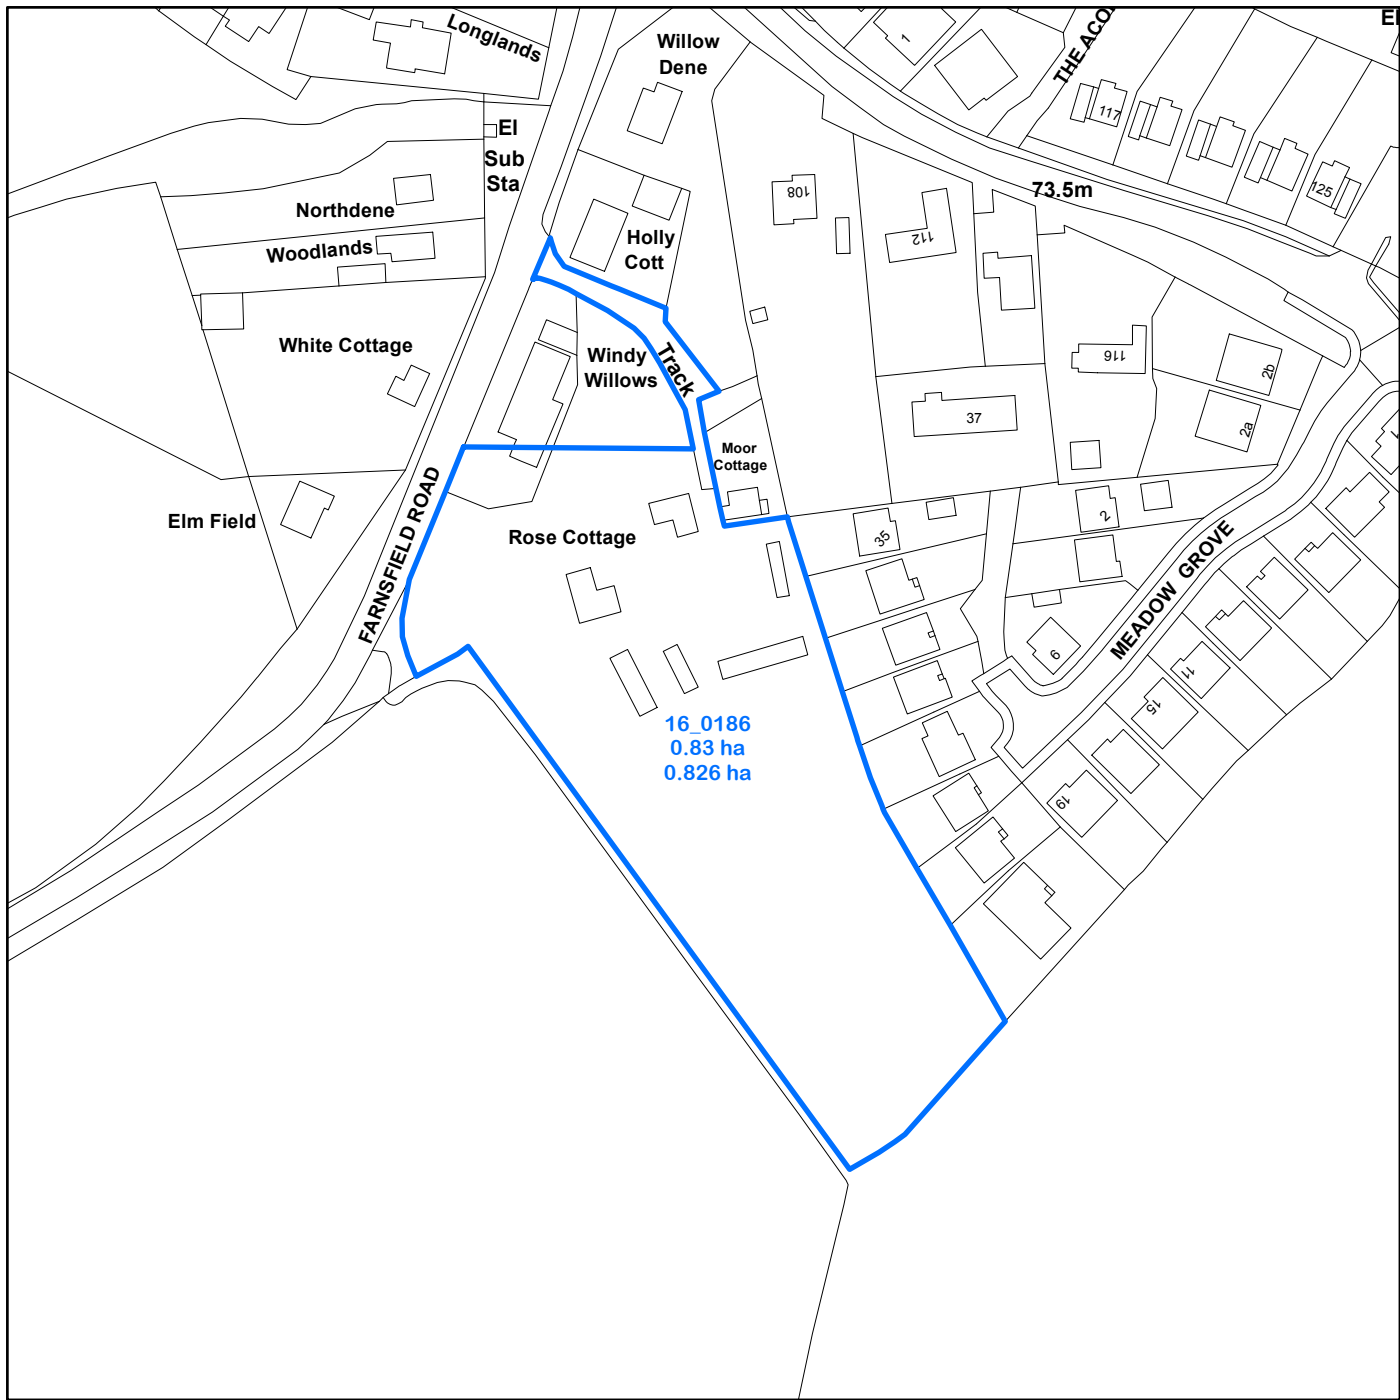 Longlands
Willow
Dene
1
THE ACO
El
117
125
El
Sub
Sta
73.5m
Northdene
108
Woodlands
112
Holly
Cott
White Cottage
Windy
Willows
Track
116
2b
2a
37
Moor
Cottage
Elm Field
FARNSFIELD ROAD
Rose Cottage
35
2
MEADOW GROVE
6
11
15
19
16_0186
0.83 ha
0.826 ha